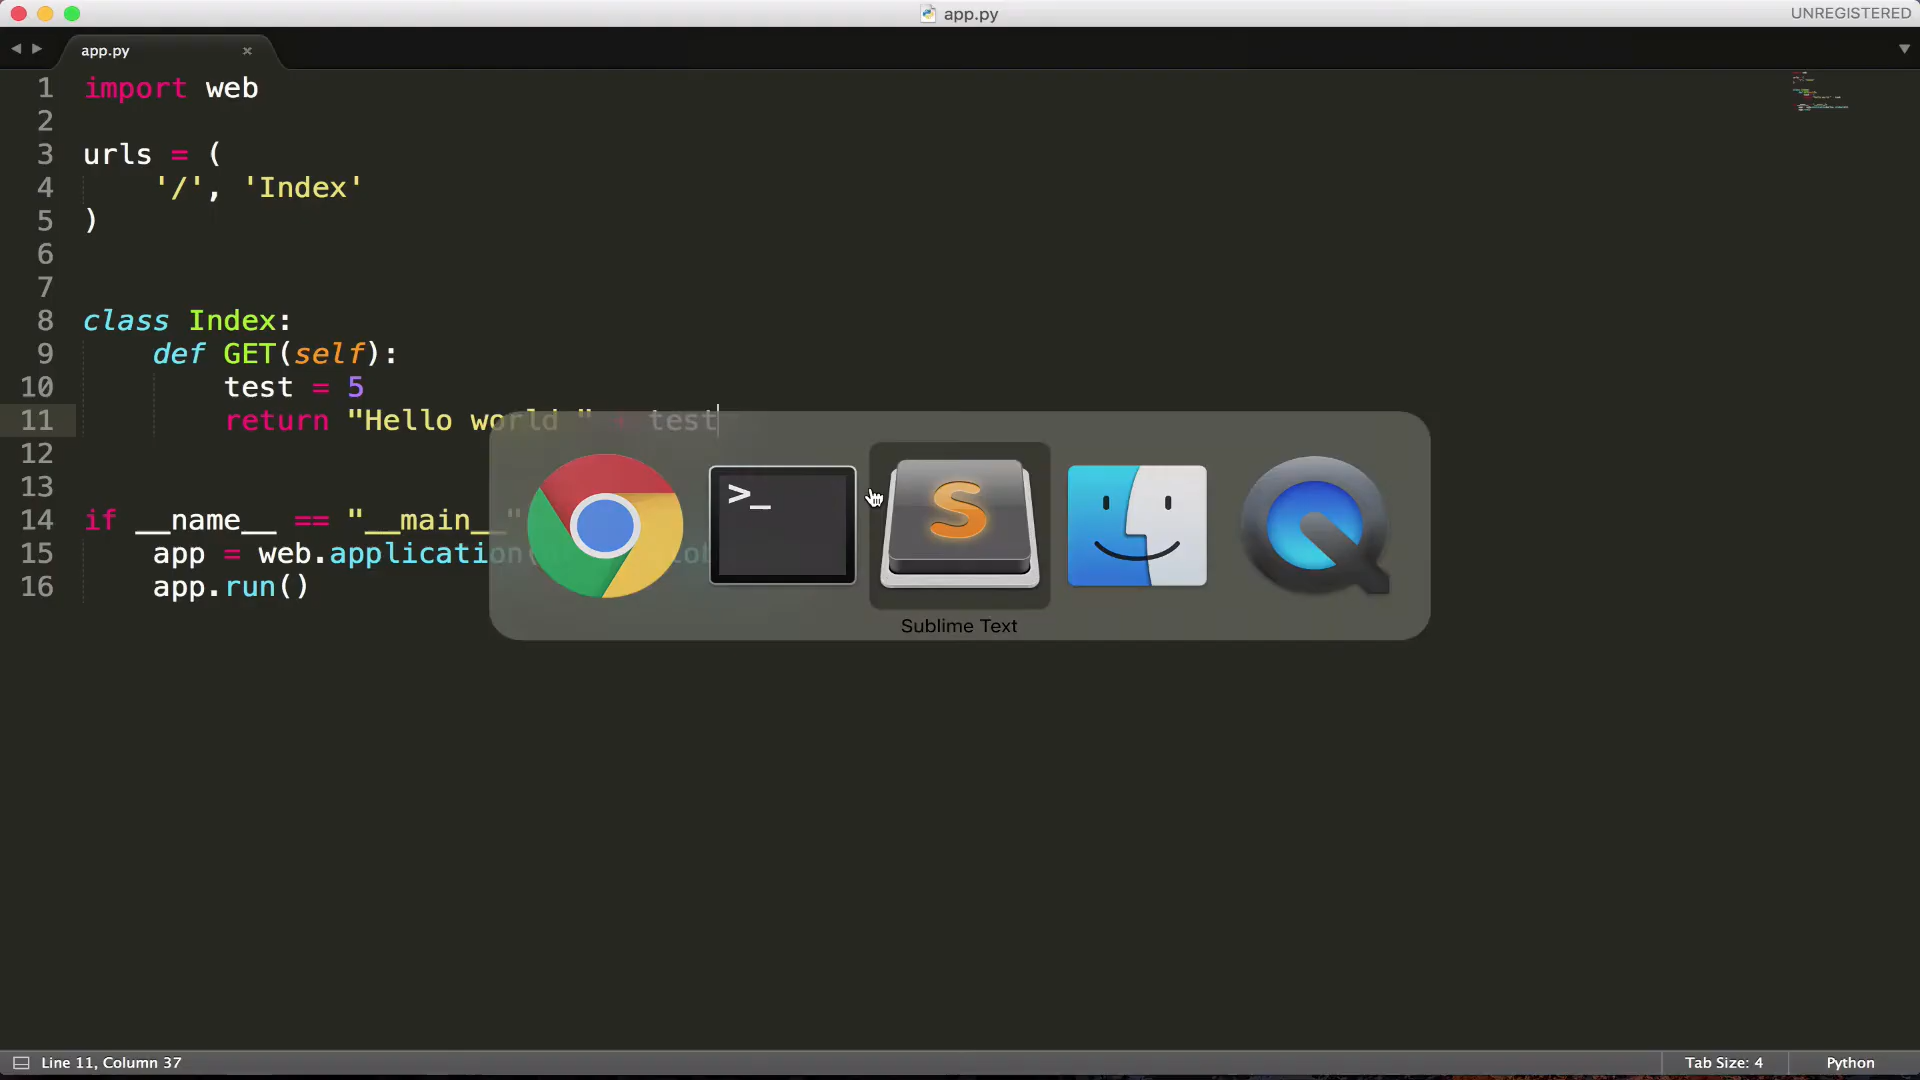 app.py
UNREGISTERED
app.py
1 import web
2
3 urls = (
4 '/', 'Index'
5 )
6
7
8 class Index:
9 def GET(self):
10 test = 5
11 return "Hello world " + test
12
13
14 if __name__ == "__main__"
15 app = web.application(
16 app.run()
>_
S
Sublime Text
Line 11, Column 37
Tab Size: 4
Python